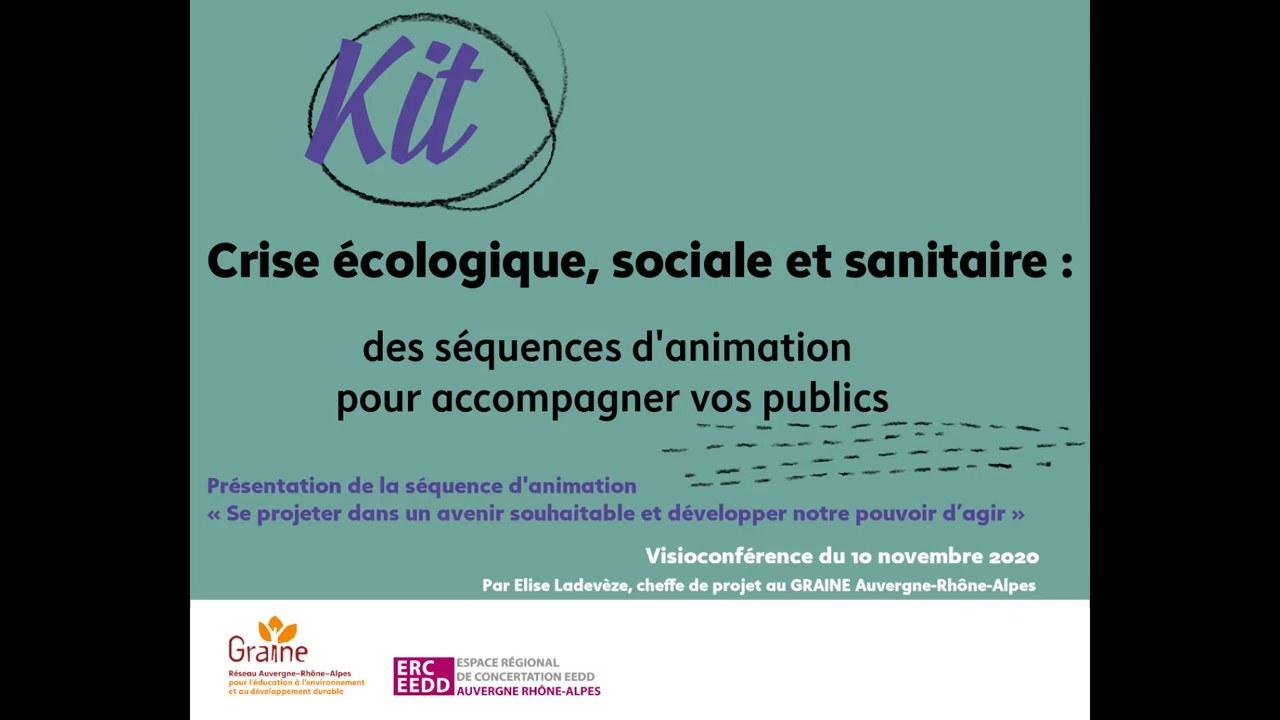 Kit
Crise écologique, sociale et sanitaire :
des séquences d'animation
pour accompagner vos publics
Présentation de la séquence d'animation
« Se projeter dans un avenir souhaitable et développer notre pouvoir d’agir »
Visioconférence du 10 novembre 2020
Par Elise Ladevèze, cheffe de projet au GRAINE Auvergne-Rhône-Alpes
Graine
Réseau Auvergne-Rhône-Alpes
pour l'éducation à l'environnement
et au développement durable
ERC
EEDD
ESPACE RÉGIONAL
DE CONCERTATION EEDD
AUVERGNE RHÔNE-ALPES